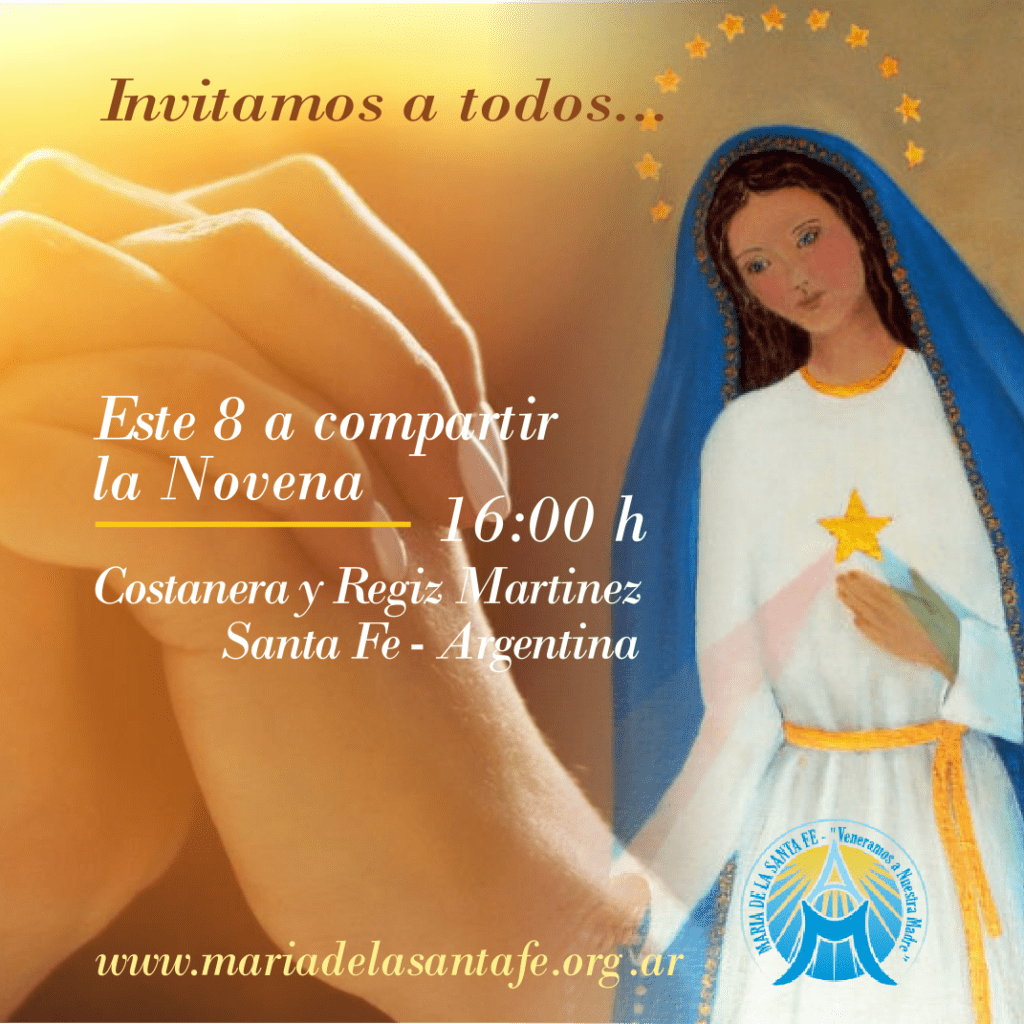 Invitamos a todos...
Este 8 a compartir
la Novena
16:00 h
Costanera y Regiz Martinez
Santa Fe - Argentina
MARIA DE LA SANTA FE - "Veneramos a Nuestra Madre"
www.mariadelasantafe.org.ar